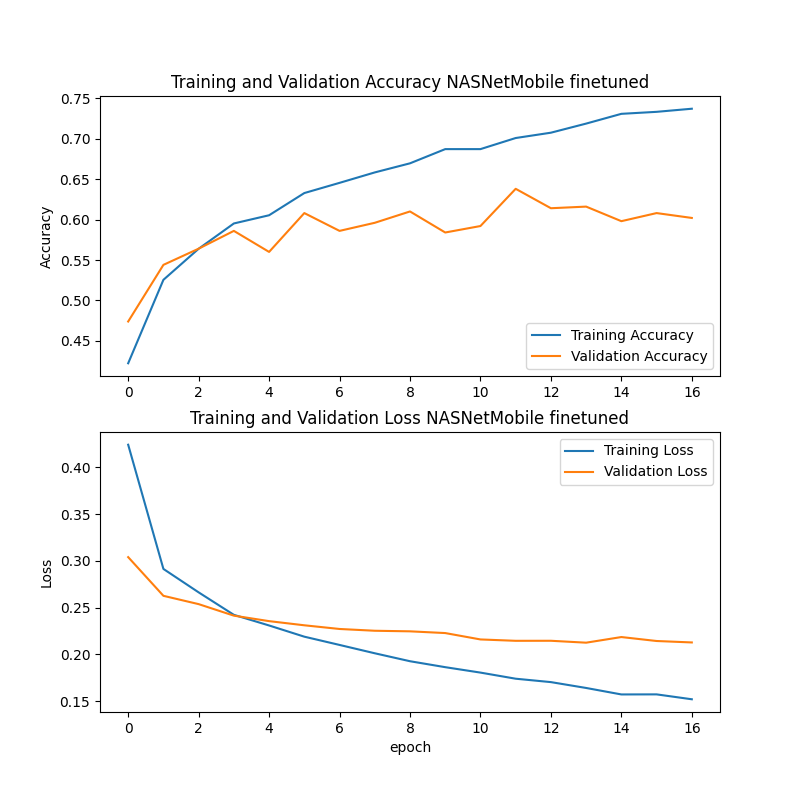 Training and Validation Accuracy NASNetMobile finetuned
0.75
0.70
0.65
0.60
0.55
0.50
0.45
Accuracy
Training Accuracy
Validation Accuracy
0 2 4 6 8 10 12 14 16
Training and Validation Loss NASNetMobile finetuned
0.40
0.35
0.30
0.25
0.20
0.15
Loss
Training Loss
Validation Loss
0 2 4 6 8 10 12 14 16
epoch